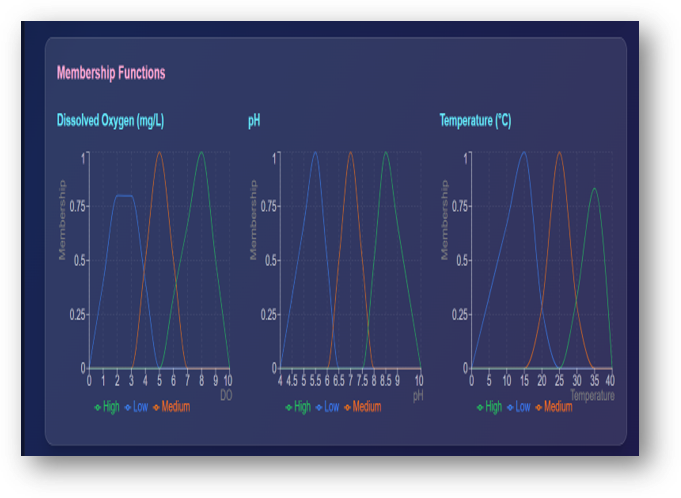 Membership Functions
Dissolved Oxygen (mg/L)
1
0.75
0.5
0.25
0
Membership
0 1 2 3 4 5 6 7 8 9 10
DO
High Low Medium
pH
1
0.75
0.5
0.25
0
Membership
4 4.5 5 5.5 6 6.5 7 7.5 8 8.5 9 10
pH
High Low Medium
Temperature (°C)
1
0.75
0.5
0.25
0
Membership
0 5 10 15 20 25 30 35 40
Temperature
High Low Medium